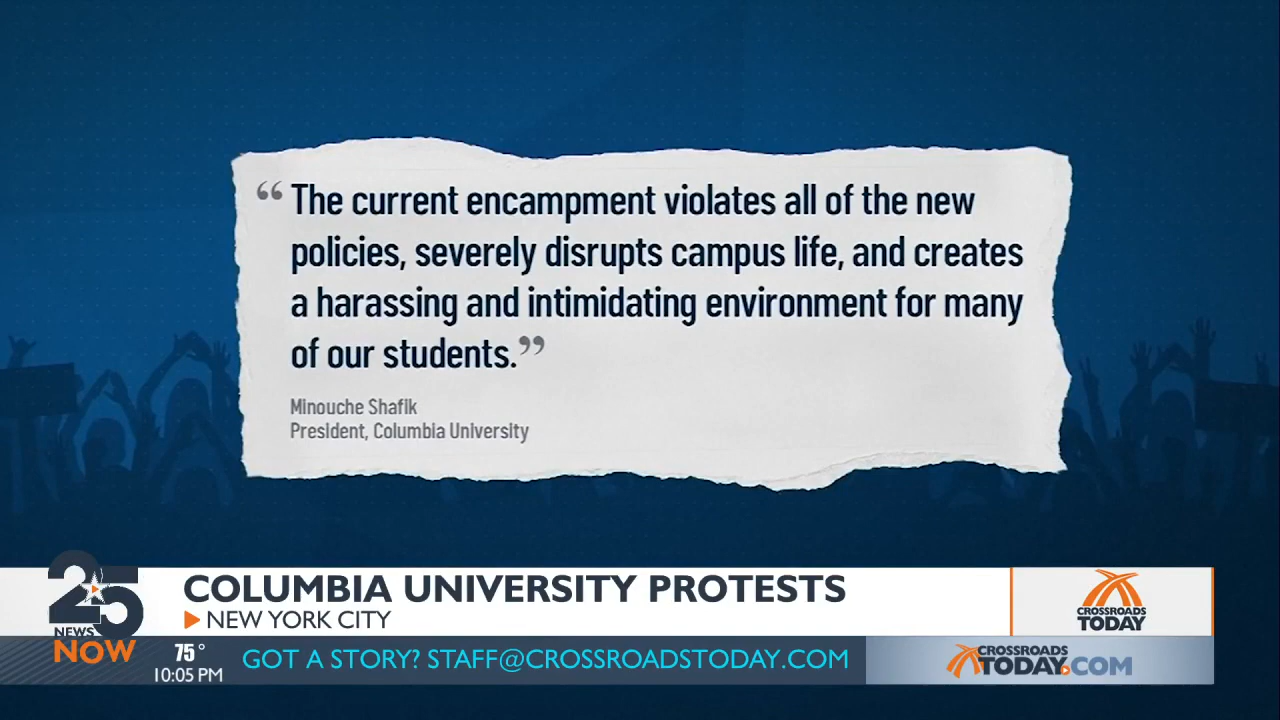 “ The current encampment violates all of the new
policies, severely disrupts campus life, and creates
a harassing and intimidating environment for many
of our students.”
Minouche Shafik
President, Columbia University
25
NEWS
NOW
COLUMBIA UNIVERSITY PROTESTS
NEW YORK CITY
CROSSROADS
TODAY
75°
10:05 PM
GOT A STORY? STAFF@CROSSROADSTODAY.COM
CROSSROADS
TODAY.COM